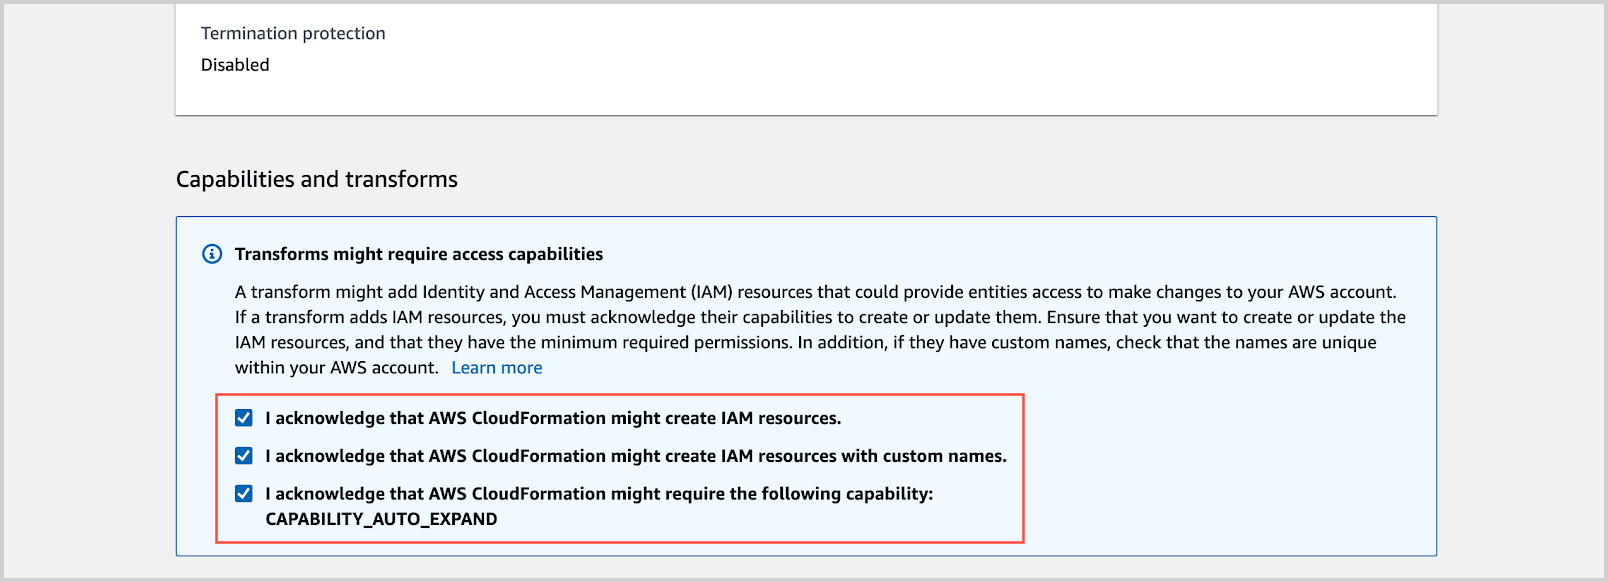 Termination protection
Disabled
Capabilities and transforms
Transforms might require access capabilities
A transform might add Identity and Access Management (IAM) resources that could provide entities access to make changes to your AWS account.
If a transform adds IAM resources, you must acknowledge their capabilities to create or update them. Ensure that you want to create or update the
IAM resources, and that they have the minimum required permissions. In addition, if they have custom names, check that the names are unique
within your AWS account. Learn more
I acknowledge that AWS CloudFormation might create IAM resources.
I acknowledge that AWS CloudFormation might create IAM resources with custom names.
I acknowledge that AWS CloudFormation might require the following capability:
CAPABILITY_AUTO_EXPAND